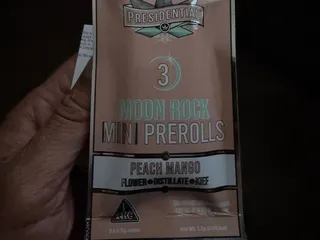 PRESIDENTIAL
3
MOON ROCK
MINI PREROLLS
PEACH MANGO
FLOWER DISTILLATE KIEF